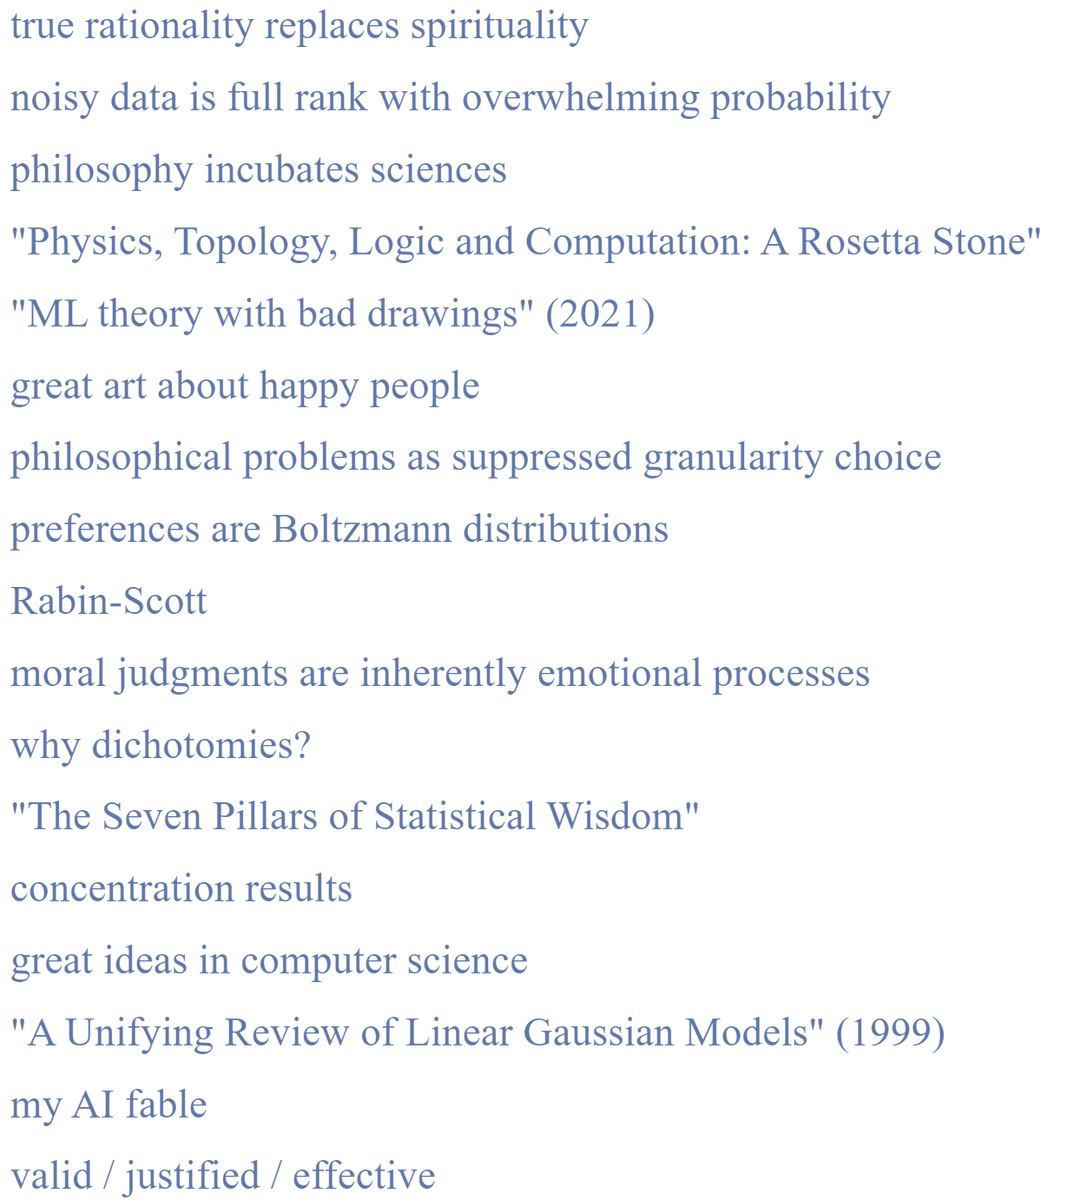 true rationality replaces spirituality
noisy data is full rank with overwhelming probability
philosophy incubates sciences
"Physics, Topology, Logic and Computation: A Rosetta Stone"
"ML theory with bad drawings" (2021)
great art about happy people
philosophical problems as suppressed granularity choice
preferences are Boltzmann distributions
Rabin-Scott
moral judgments are inherently emotional processes
why dichotomies?
"The Seven Pillars of Statistical Wisdom"
concentration results
great ideas in computer science
"A Unifying Review of Linear Gaussian Models" (1999)
my AI fable
valid / justified / effective